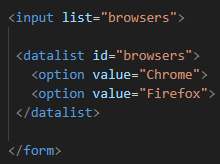 <input list="browsers">
<datalist id="browsers">
<option value="Chrome">
<option value="Firefox">
</datalist>
</form>